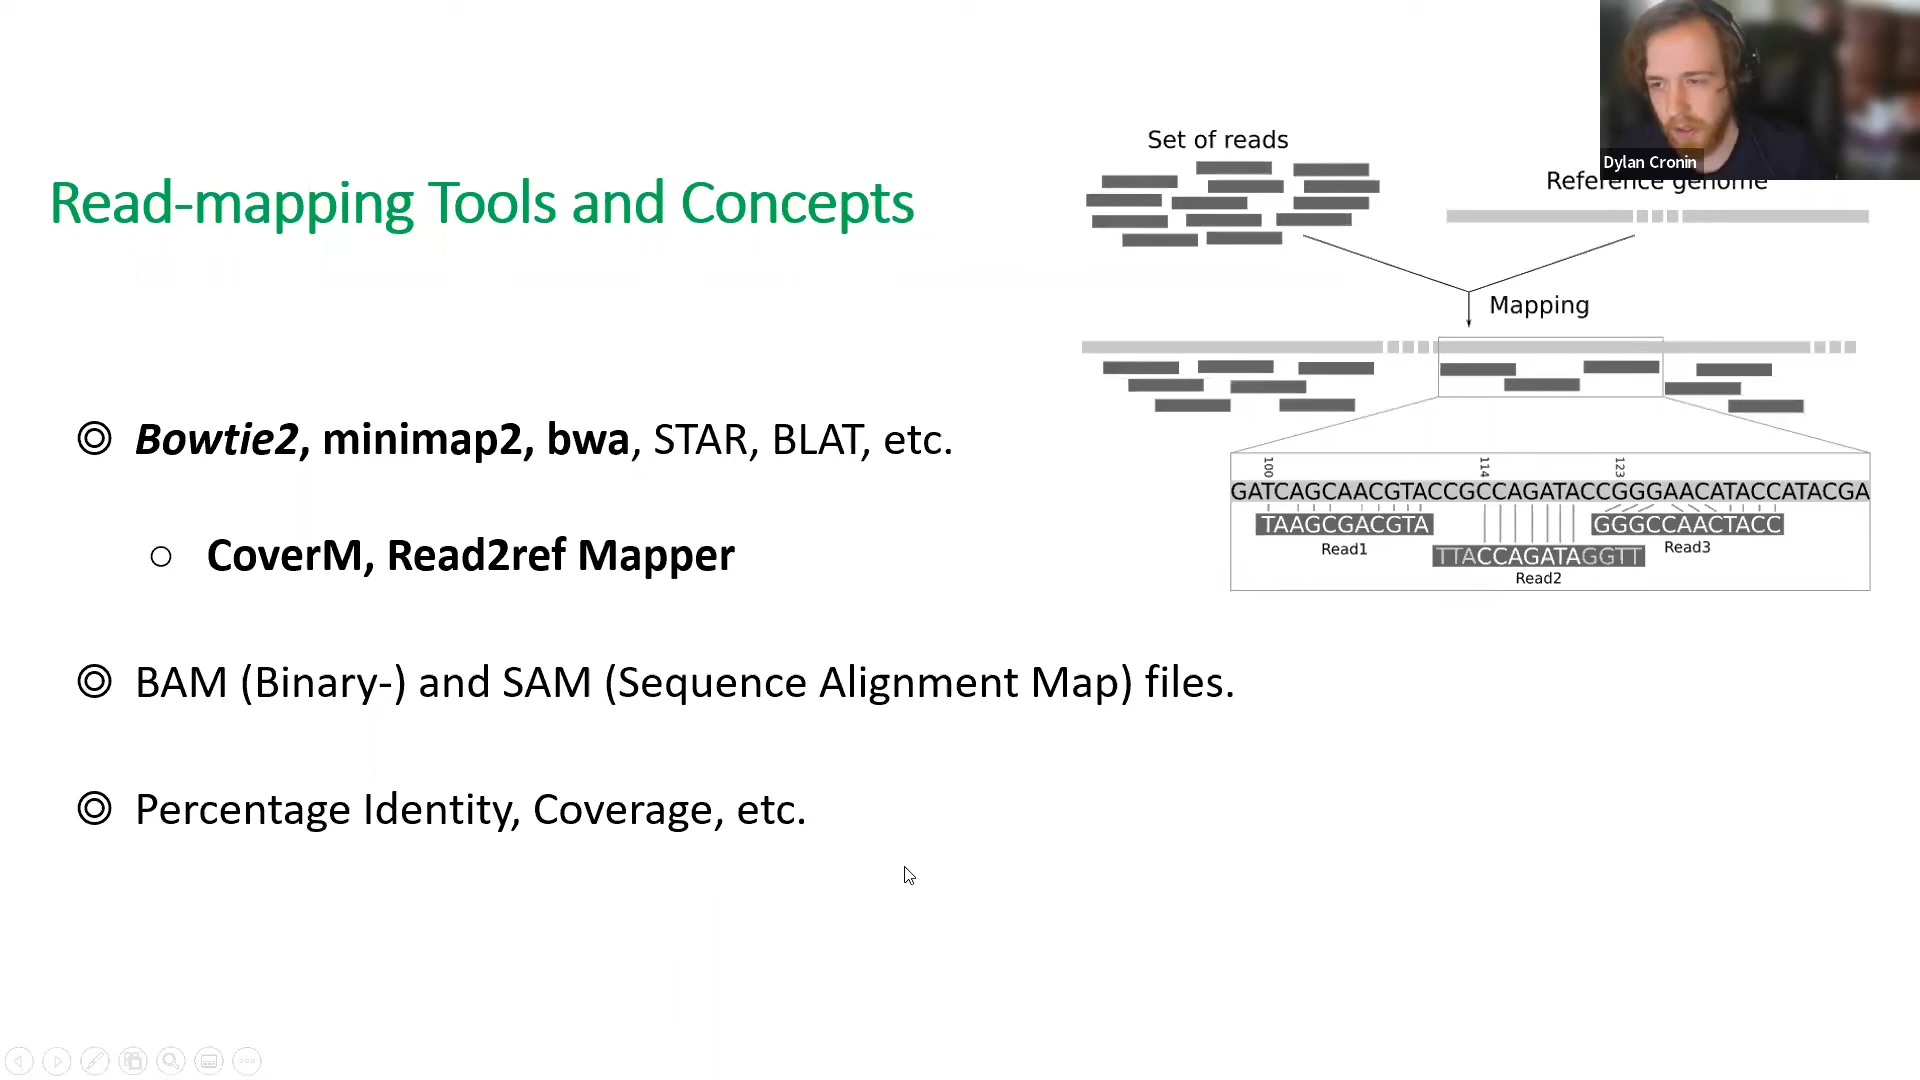 Dylan Cronin
Set of reads
Reference genome
Read-mapping Tools and Concepts
Mapping
Bowtie2, minimap2, bwa, STAR, BLAT, etc.
CoverM, Read2ref Mapper
100 114 123
GATCAGCAACGTACCGCCAGATACCGGGAACATACCATACGA
TAAGCGACGTA GGGCCAACTACC
Read1 Read3
TTACCAGATAGGTT
Read2
BAM (Binary-) and SAM (Sequence Alignment Map) files.
Percentage Identity, Coverage, etc.